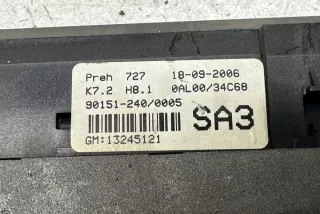 Preh 727 18-09-2006
K7.2 H8.1 0AL00/34C68
90151-240/0005
SA3
GM:13245121